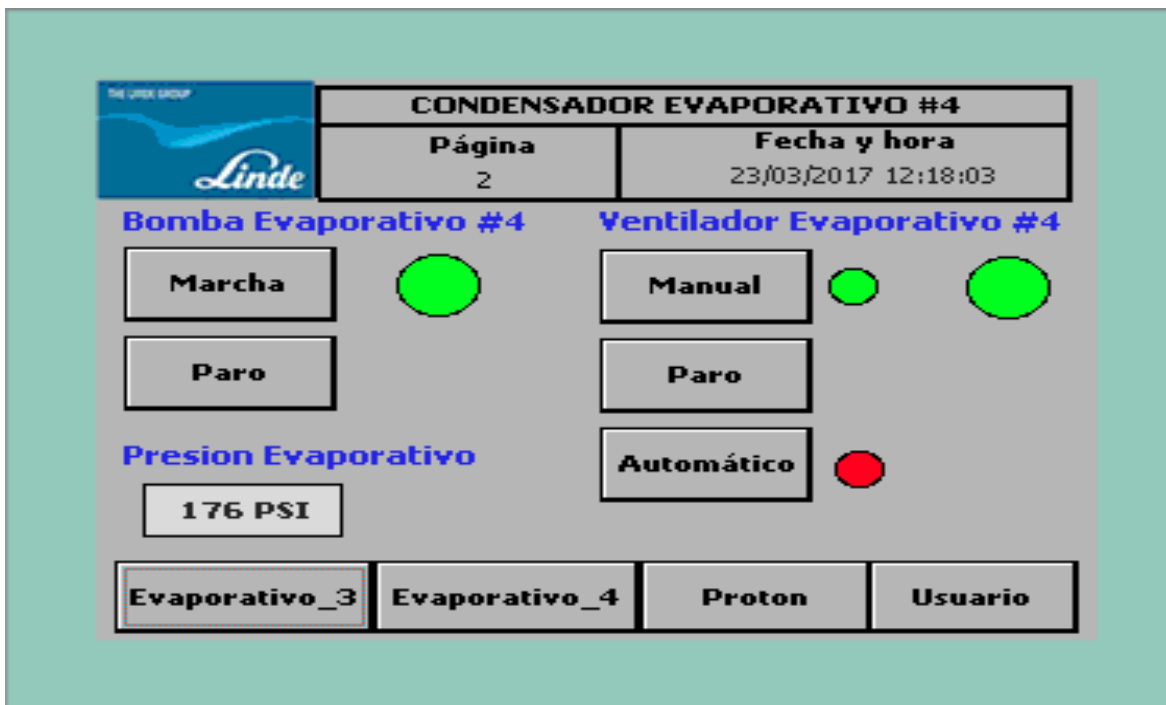 THE LINDE GROUP
Linde
CONDENSADOR EVAPORATIVO #4
Página
2
Fecha y hora
23/03/2017 12:18:03
Bomba Evaporativo #4
Ventilador Evaporativo #4
Marcha
Manual
Paro
Paro
Presion Evaporativo
Automático
176 PSI
Evaporativo_3
Evaporativo_4
Proton
Usuario